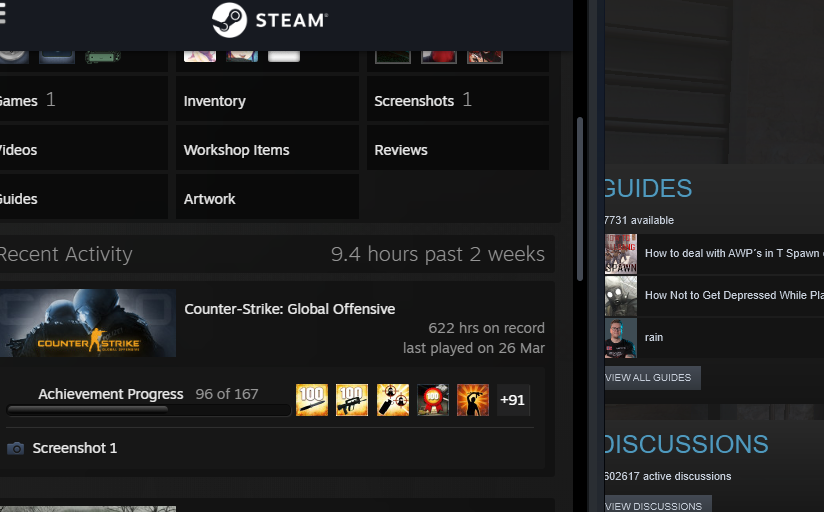 STEAM
Games 1
Inventory
Screenshots 1
Videos
Workshop Items
Reviews
Guides
Artwork
Recent Activity
9.4 hours past 2 weeks
Counter-Strike: Global Offensive
622 hrs on record
last played on 26 Mar
COUNTER STRIKE
GLOBAL OFFENSIVE
Achievement Progress 96 of 167
100
100
100
+91
Screenshot 1
GUIDES
7731 available
How to deal with AWP's in T Spawn
SPAWN
How Not to Get Depressed While Pla
rain
VIEW ALL GUIDES
DISCUSSIONS
602617 active discussions
VIEW DISCUSSIONS